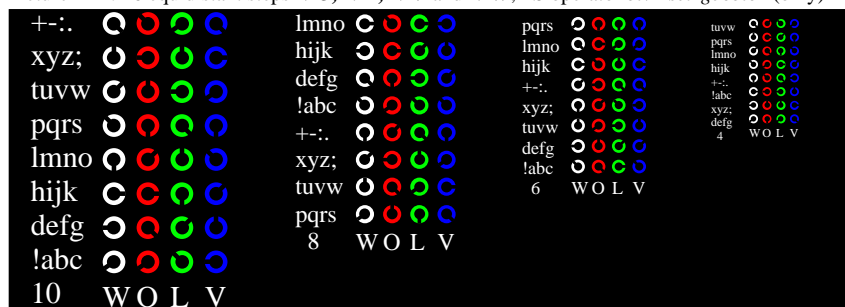 +-:.
xyz;
tuvw
pqrs
lmno
hijk
defg
!abc
10 W O L V
lmno
hijk
defg
!abc
+-:.
xyz;
tuvw
pqrs
8 W O L V
pqrs
lmno
hijk
+-:.
xyz;
tuvw
defg
!abc
6 W O L V
tuvw
pqrs
lmno
hijk
+-:.
!abc
xyz;
defg
4 W O L V